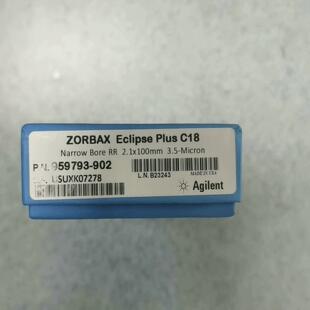 ZORBAX Eclipse Plus C18
Narrow Bore RR 2.1x100mm 3.5-Micron
P.N. 959793-902
USUXK07278
L.N. B23243
MADE IN USA
Agilent